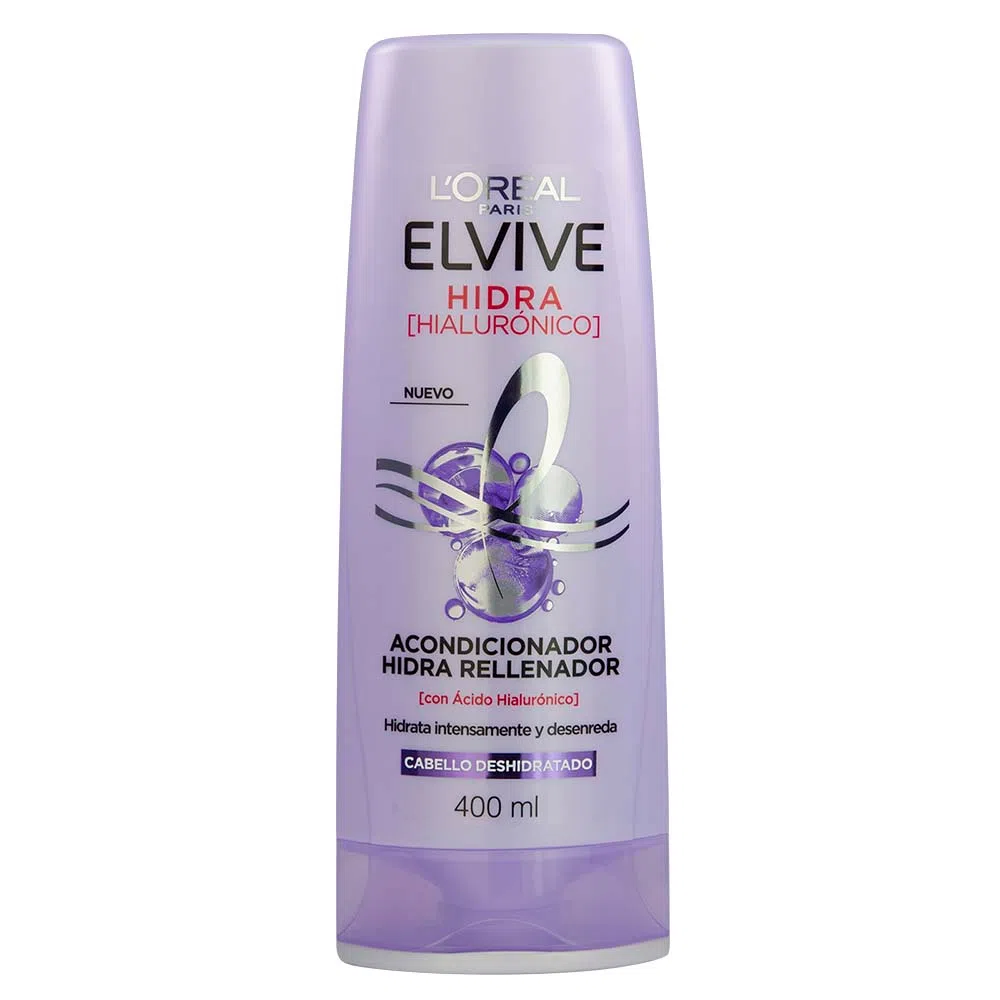 L'ORÉAL
PARIS
ELVIVE
HIDRA
[HIALURÓNICO]
NUEVO
ACONDICIONADOR
HIDRA RELLENADOR
[con Ácido Hialurónico]
Hidrata intensamente y desenreda
CABELLO DESHIDRATADO
400 ml